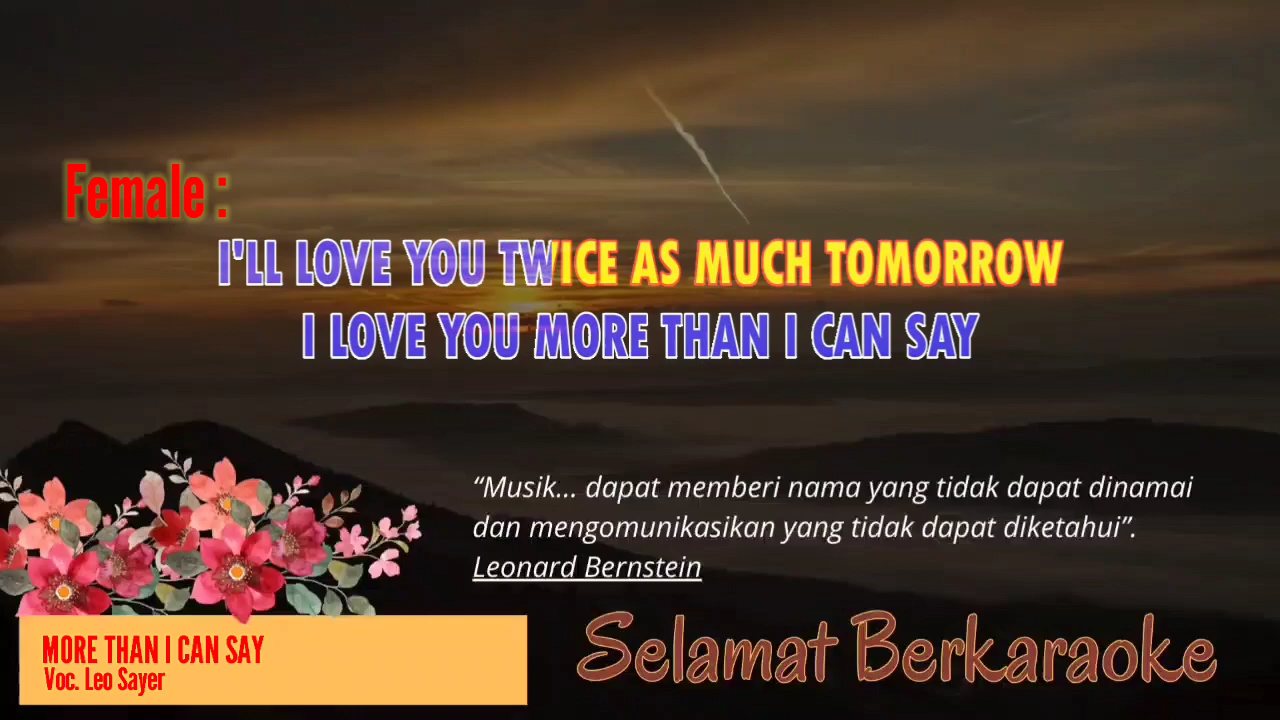 Female :
I'LL LOVE YOU TWICE AS MUCH TOMORROW
I LOVE YOU MORE THAN I CAN SAY
“Musik... dapat memberi nama yang tidak dapat dinamai
dan mengomunikasikan yang tidak dapat diketahui”.
Leonard Bernstein
MORE THAN I CAN SAY
Voc. Leo Sayer
Selamat Berkaraoke